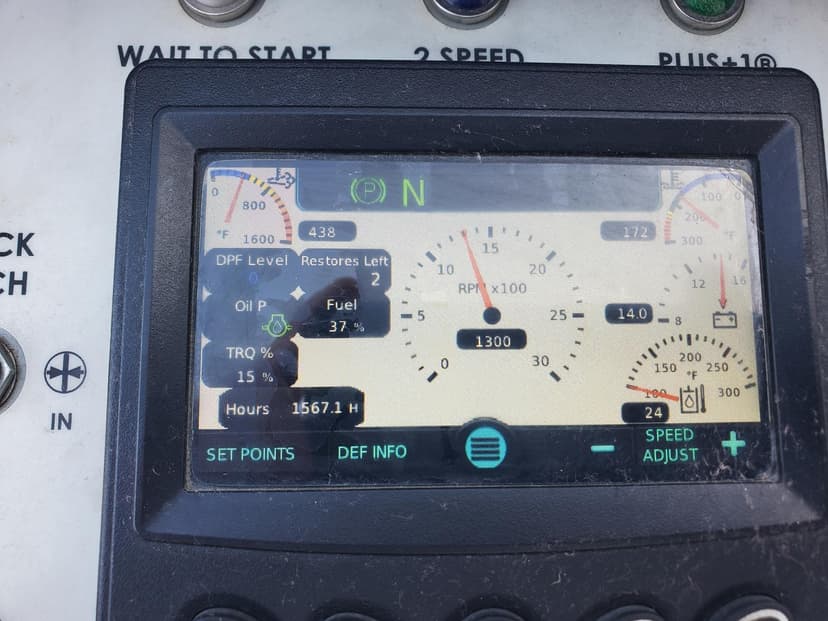 WAIT TO START
2 SPEED
PLUS+1®
CK
CH
IN
P N
0
800
1600
°F
438
172
0
100
200
300
°F
DPF Level
Restores Left
2
Oil P
Fuel
37 %
TRQ %
15 %
Hours 1567.1 H
0
5
10
15
20
25
30
RPM x100
1300
8
12
16
14.0
100
150
200
250
300
°F
24
SET POINTS
DEF INFO
SPEED
ADJUST